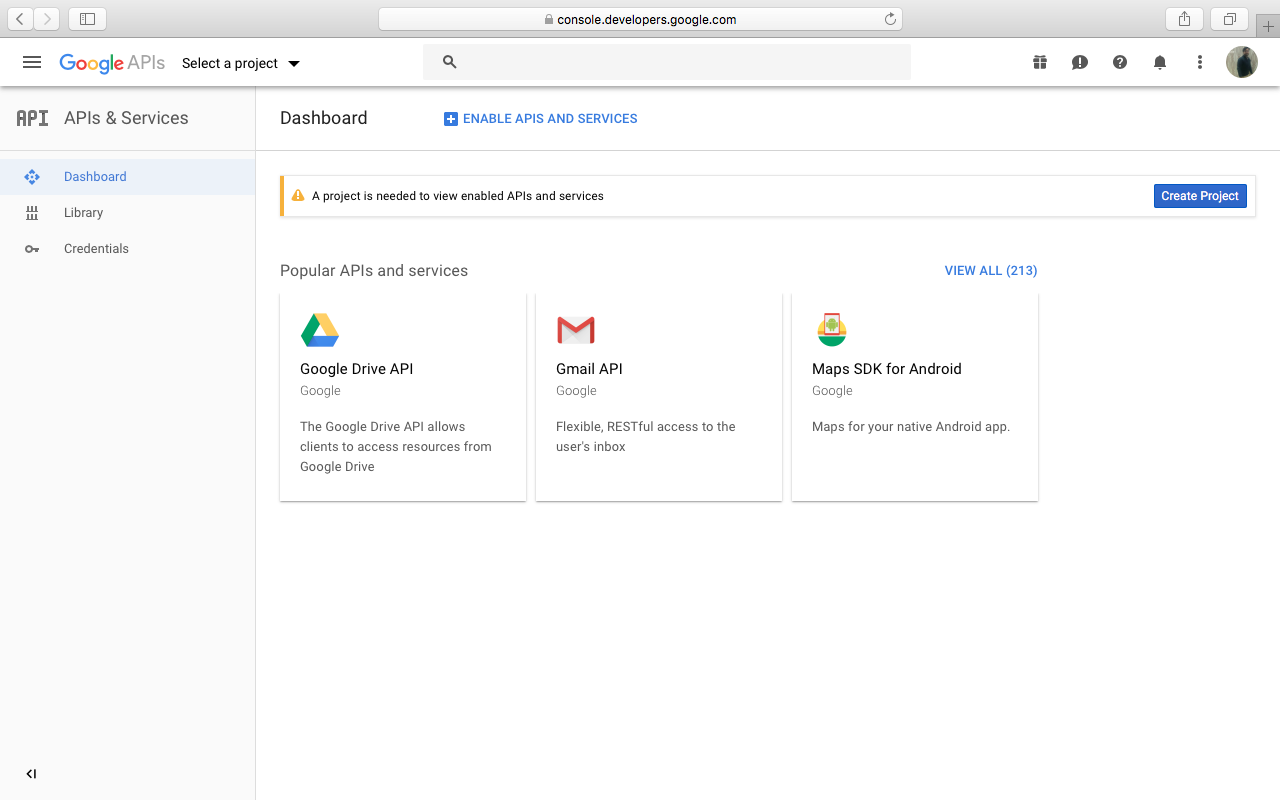 console.developers.google.com
Google APIs Select a project
API APIs & Services
Dashboard
ENABLE APIS AND SERVICES
Dashboard
Library
Credentials
A project is needed to view enabled APIs and services
Create Project
Popular APIs and services
VIEW ALL (213)
Google Drive API
Google
The Google Drive API allows
clients to access resources from
Google Drive
Gmail API
Google
Flexible, RESTful access to the
user's inbox
Maps SDK for Android
Google
Maps for your native Android app.